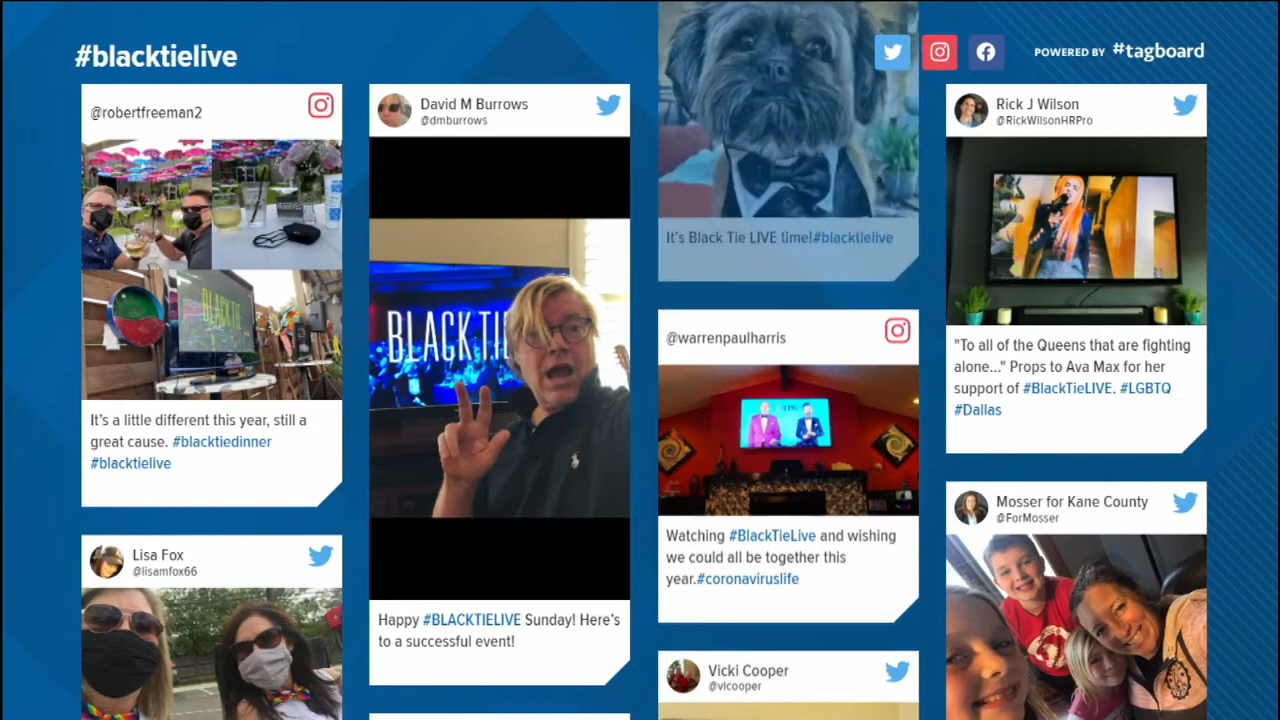 #blacktielive
POWERED BY #tagboard
@robertfreeman2
BLACK TIE
It's a little different this year, still a
great cause. #blacktiedinner
#blacktielive
Lisa Fox
@lisamfox66
David M Burrows
@dmburrows
BLACK TIE
Happy #BLACKTIELIVE Sunday! Here's
to a successful event!
It's Black Tie LIVE time!#blacktielive
@warrenpaulharris
Watching #BlackTieLive and wishing
we could all be together this
year.#coronaviruslife
Vicki Cooper
@vlcooper
Rick J Wilson
@RickWilsonHRPro
"To all of the Queens that are fighting
alone..." Props to Ava Max for her
support of #BlackTieLIVE. #LGBTQ
#Dallas
Mosser for Kane County
@ForMosser